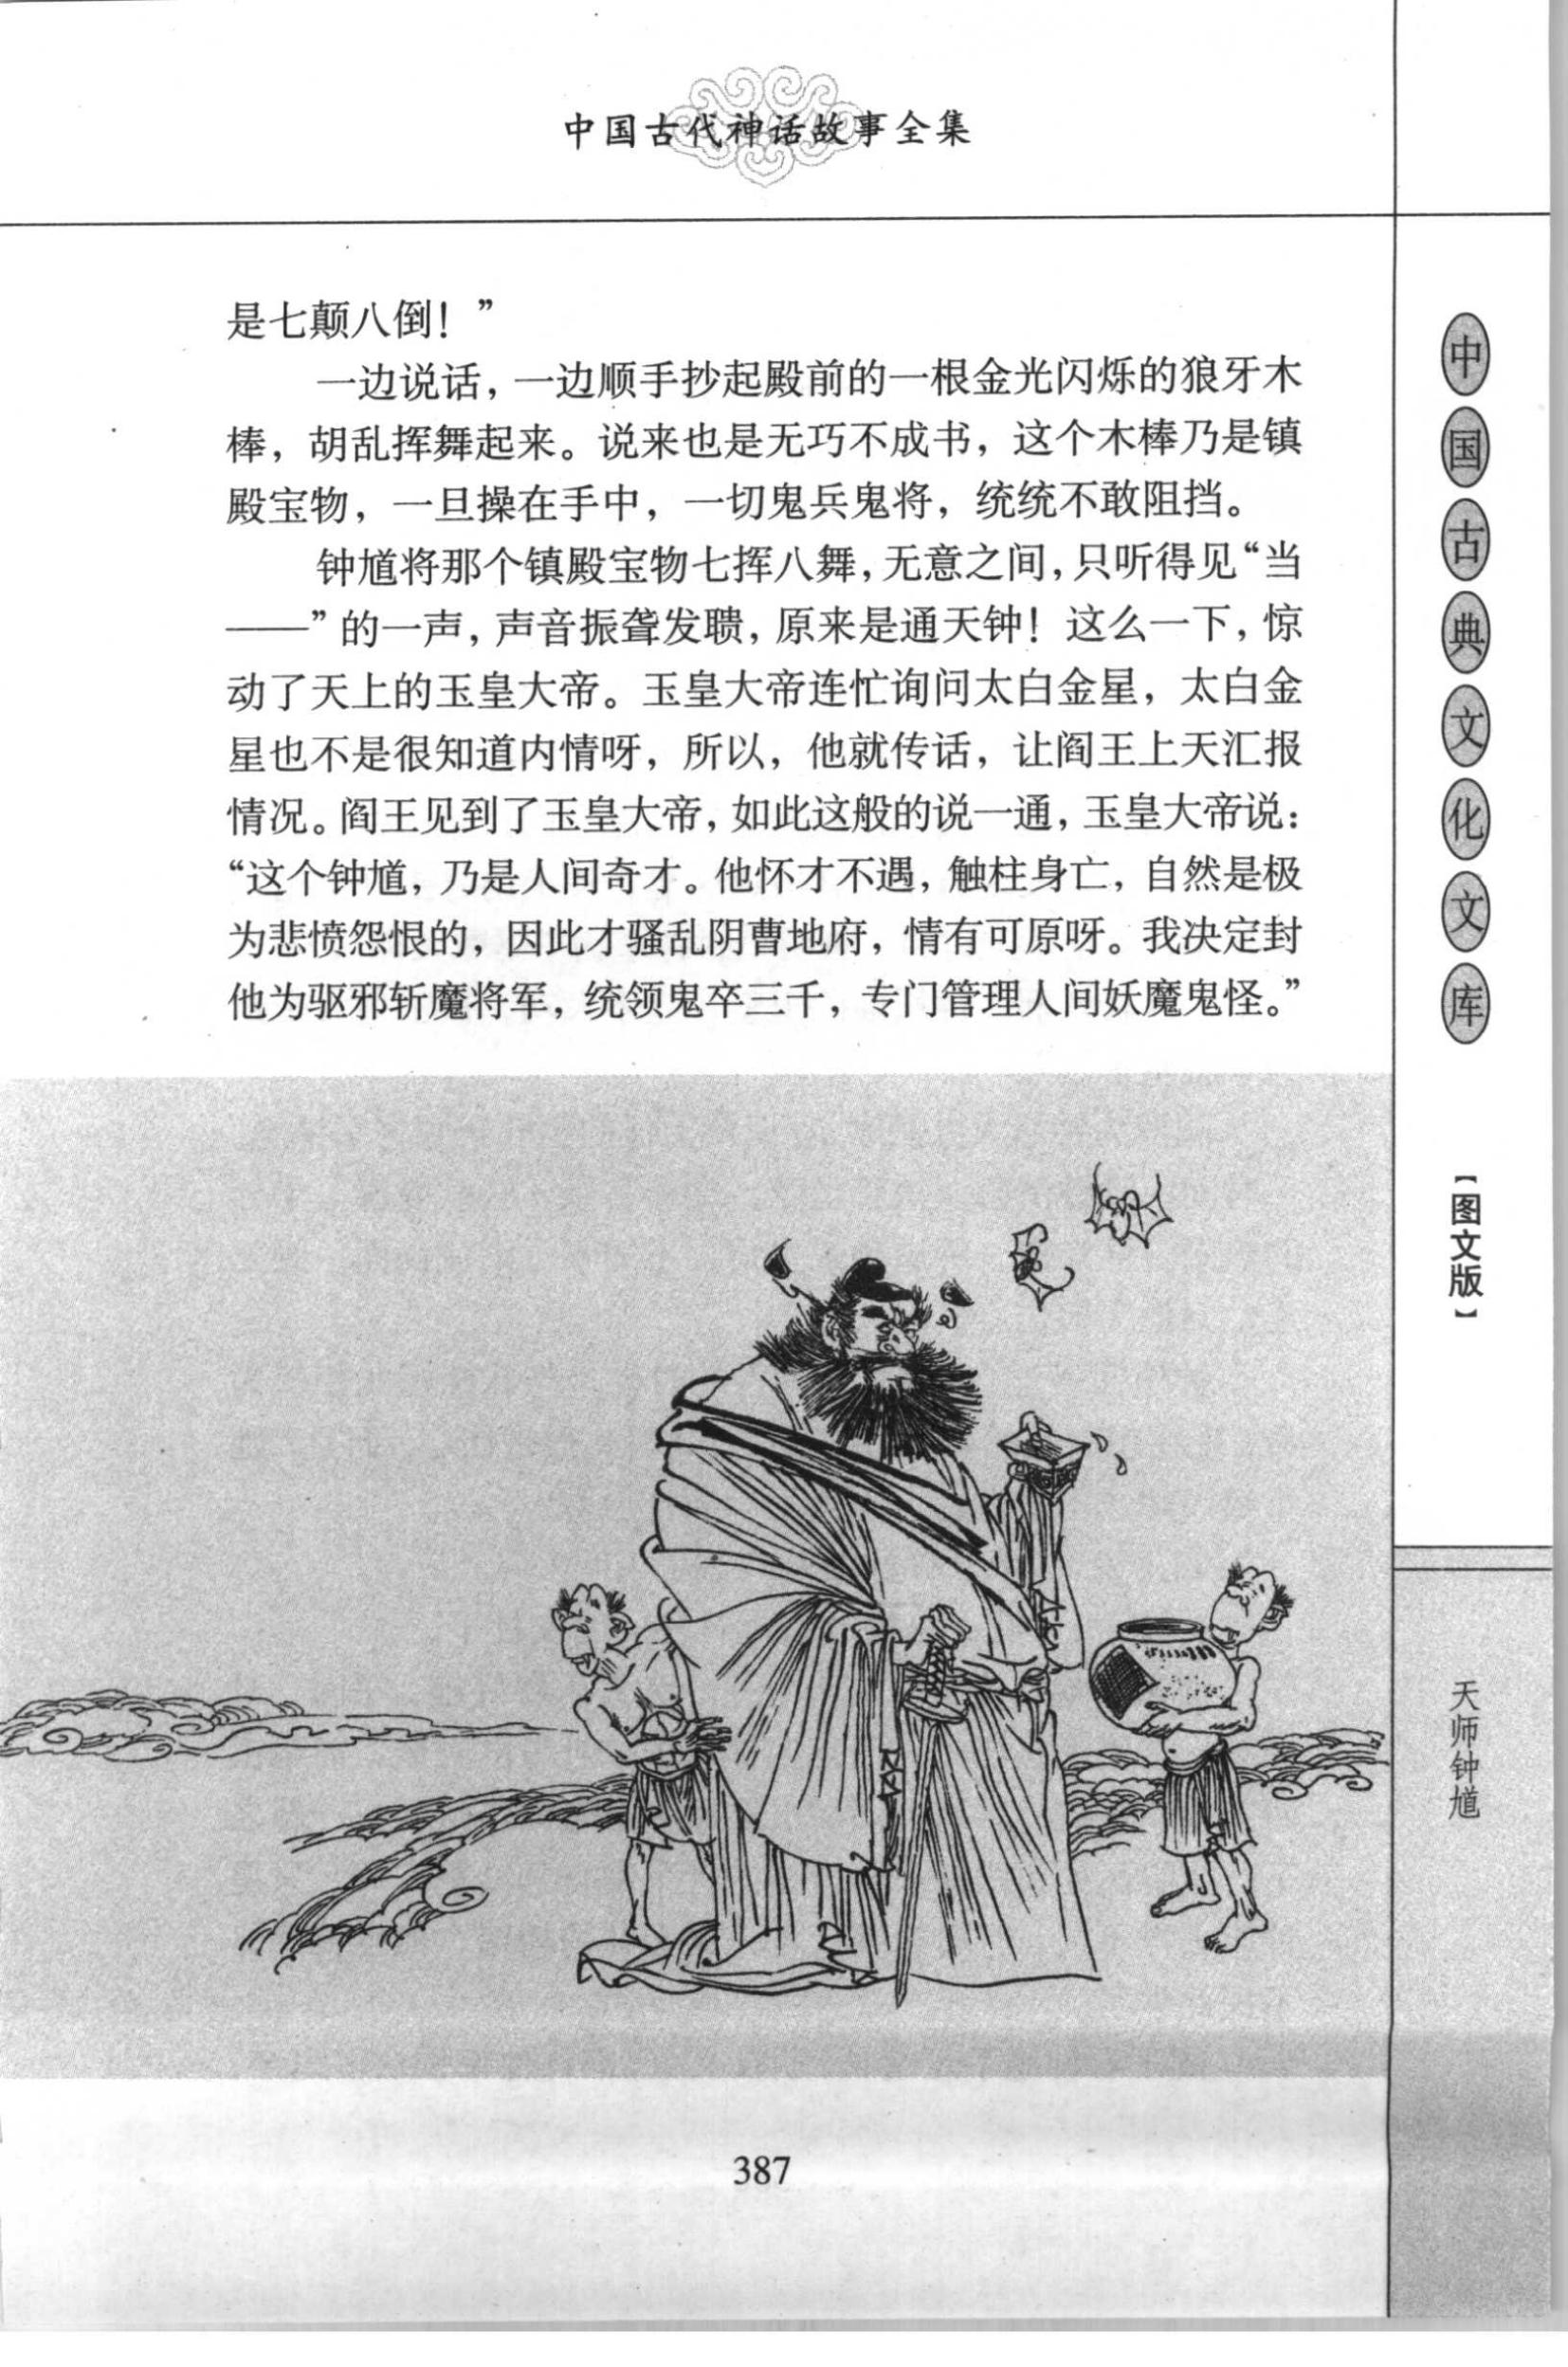 中国古代神话故事全集
是七颠八倒！”
一边说话，一边顺手抄起殿前的一根金光闪烁的狼牙木
棒，胡乱挥舞起来。说来也是无巧不成书，这个木棒乃是镇
殿宝物，一旦操在手中，一切鬼兵鬼将，统统不敢阻挡。
钟馗将那个镇殿宝物七挥八舞，无意之间，只听得见“当
——”的一声，声音振聋发聩，原来是通天钟！这么一下，惊
动了天上的玉皇大帝。玉皇大帝连忙询问太白金星，太白金
星也不是很知道内情呀，所以，他就传话，让阎王上天汇报
情况。阎王见到了玉皇大帝，如此这般的说一通，玉皇大帝说：
“这个钟馗，乃是人间奇才。他怀才不遇，触柱身亡，自然是极
为悲愤怨恨的，因此才骚乱阴曹地府，情有可原呀。我决定封
他为驱邪斩魔将军，统领鬼卒三千，专门管理人间妖魔鬼怪。”
中国古典文化文库
【图文版】
天师钟馗
387